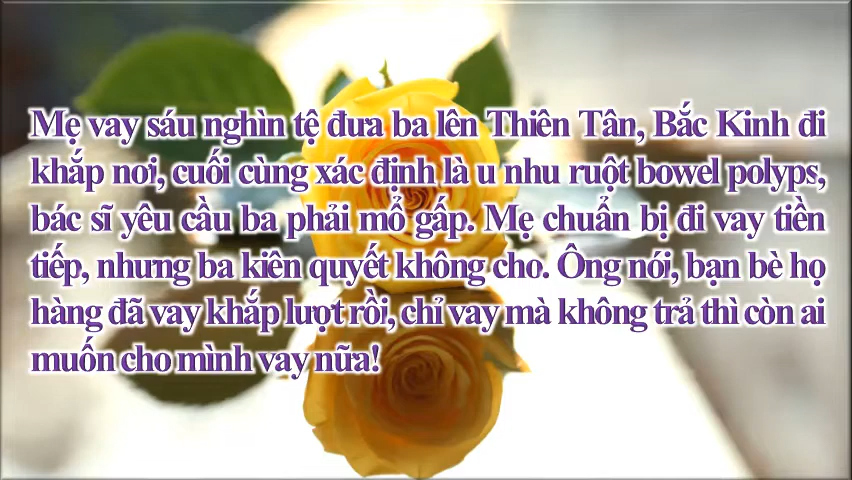 Mẹ vay sáu nghìn tệ đưa ba lên Thiên Tân, Bắc Kinh đi
khắp nơi, cuối cùng xác định là u nhu ruột bowel polyps,
bác sĩ yêu cầu ba phải mổ gấp. Mẹ chuẩn bị đi vay tiền
tiếp, nhưng ba kiên quyết không cho. Ông nói, bạn bè họ
hàng đã vay khắp lượt rồi, chỉ vay mà không trả thì còn ai
muốn cho mình vay nữa!